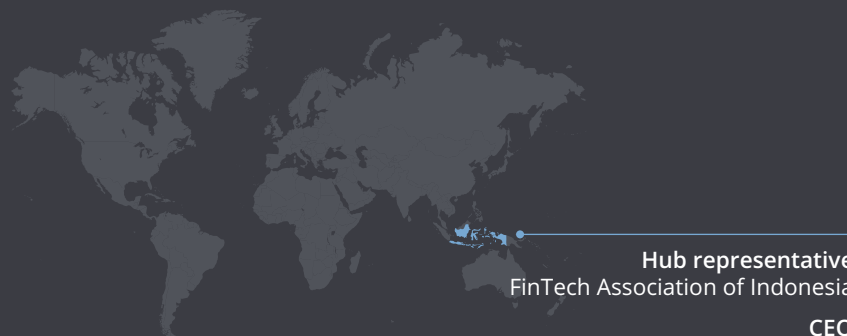 Hub representative
FinTech Association of Indonesia
CEO